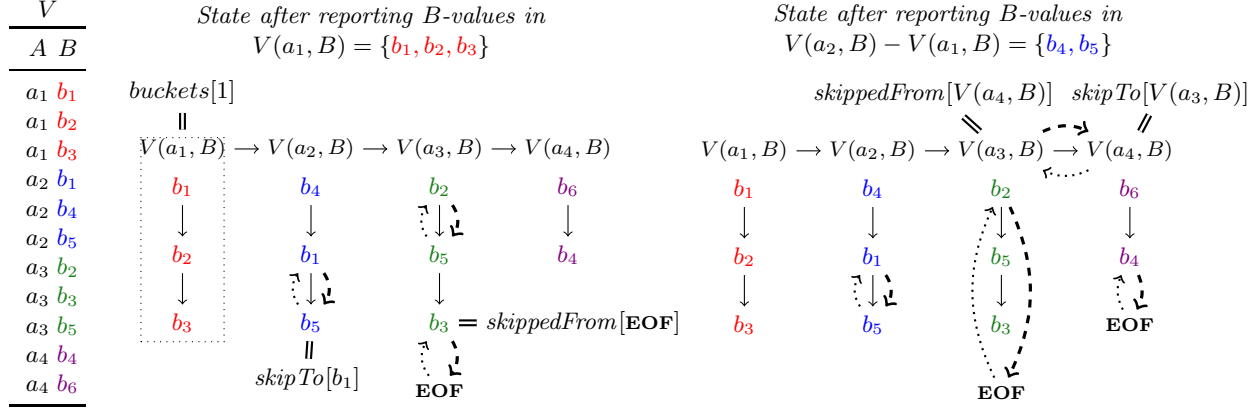 V
A B
a₁ b₁
a₁ b₂
a₁ b₃
a₂ b₁
a₂ b₄
a₂ b₅
a₃ b₂
a₃ b₃
a₃ b₅
a₄ b₄
a₄ b₆
State after reporting B-values in
V(a₁, B) = {b₁, b₂, b₃}
buckets[1]
V(a₁, B) → V(a₂, B) → V(a₃, B) → V(a₄, B)
b₁ b₄ b₂ b₆
b₂ b₁ b₅ b₄
b₃ b₅ b₃ = skippedFrom[EOF]
skipTo[b₁] EOF
State after reporting B-values in
V(a₂, B) − V(a₁, B) = {b₄, b₅}
skippedFrom[V(a₄, B)] skipTo[V(a₃, B)]
V(a₁, B) → V(a₂, B) → V(a₃, B) → V(a₄, B)
b₁ b₄ b₂ b₆
b₂ b₁ b₅ b₄
b₃ b₅ b₃ EOF
EOF